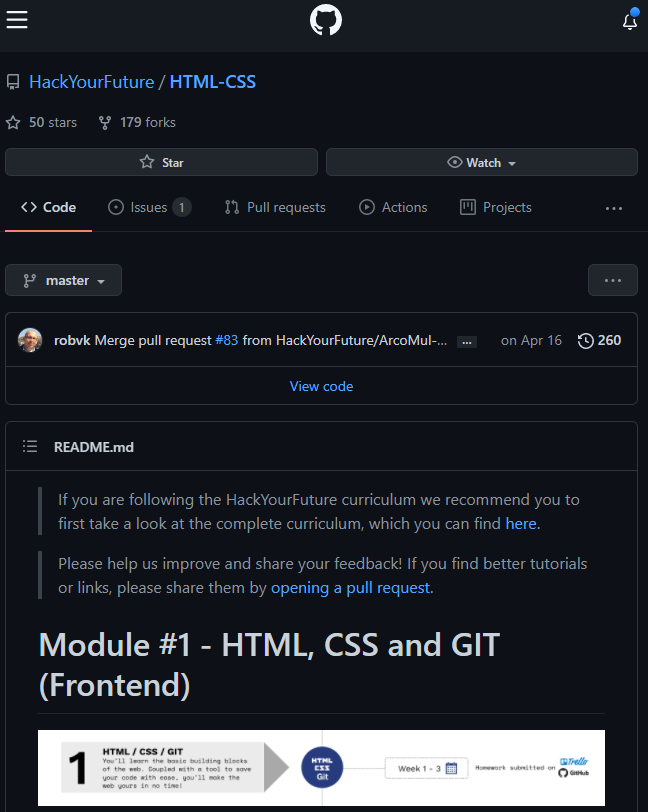 HackYourFuture / HTML-CSS
50 stars 179 forks
Star Watch
Code Issues 1 Pull requests Actions Projects ...
master ...
robvk Merge pull request #83 from HackYourFuture/ArcoMul-... ... on Apr 16 260
View code
README.md
If you are following the HackYourFuture curriculum we recommend you to
first take a look at the complete curriculum, which you can find here.
Please help us improve and share your feedback! If you find better tutorials
or links, please share them by opening a pull request.
Module #1 - HTML, CSS and GIT
(Frontend)
1
HTML / CSS / GIT
You'll learn the basic building blocks
of the web. Coupled with a tool to save
your code with ease, you'll make the
web yours in no time!
HTML
CSS
Git
Week 1 - 3
Homework submitted on
Trello
GitHub